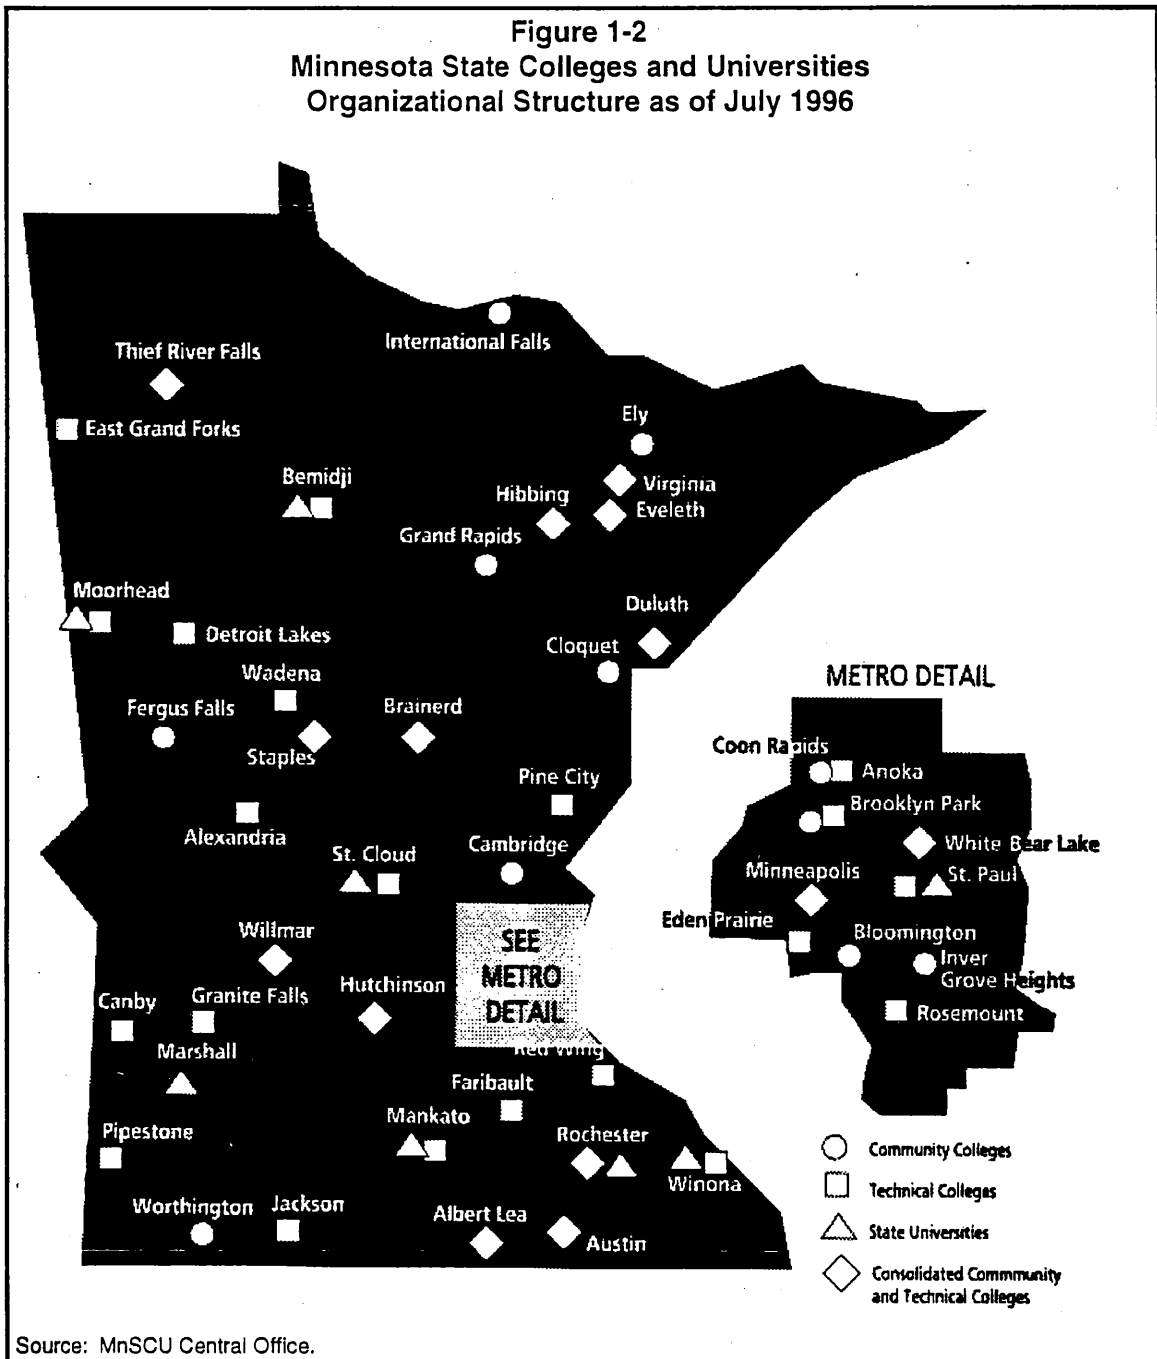 Figure 1-2
Minnesota State Colleges and Universities
Organizational Structure as of July 1996
International Falls
Thief River Falls
East Grand Forks
Ely
Bemidji
Virginia
Hibbing
Eveleth
Grand Rapids
Moorhead
Duluth
Detroit Lakes
Cloquet
Wadena
METRO DETAIL
Fergus Falls
Brainerd
Staples
Coon Rapids
Pine City
Anoka
Brooklyn Park
Alexandria
Cambridge
White Bear Lake
St. Cloud
Minneapolis
St. Paul
Eden Prairie
Willmar
Bloomington
SEE
METRO
DETAIL
Inver
Grove Heights
Hutchinson
Granite Falls
Canby
Rosemount
Marshall
Red Wing
Faribault
Mankato
Pipestone
Rochester
Winona
Worthington
Jackson
Albert Lea
Austin
Community Colleges
Technical Colleges
State Universities
Consolidated Commmunity
and Technical Colleges
Source: MnSCU Central Office.